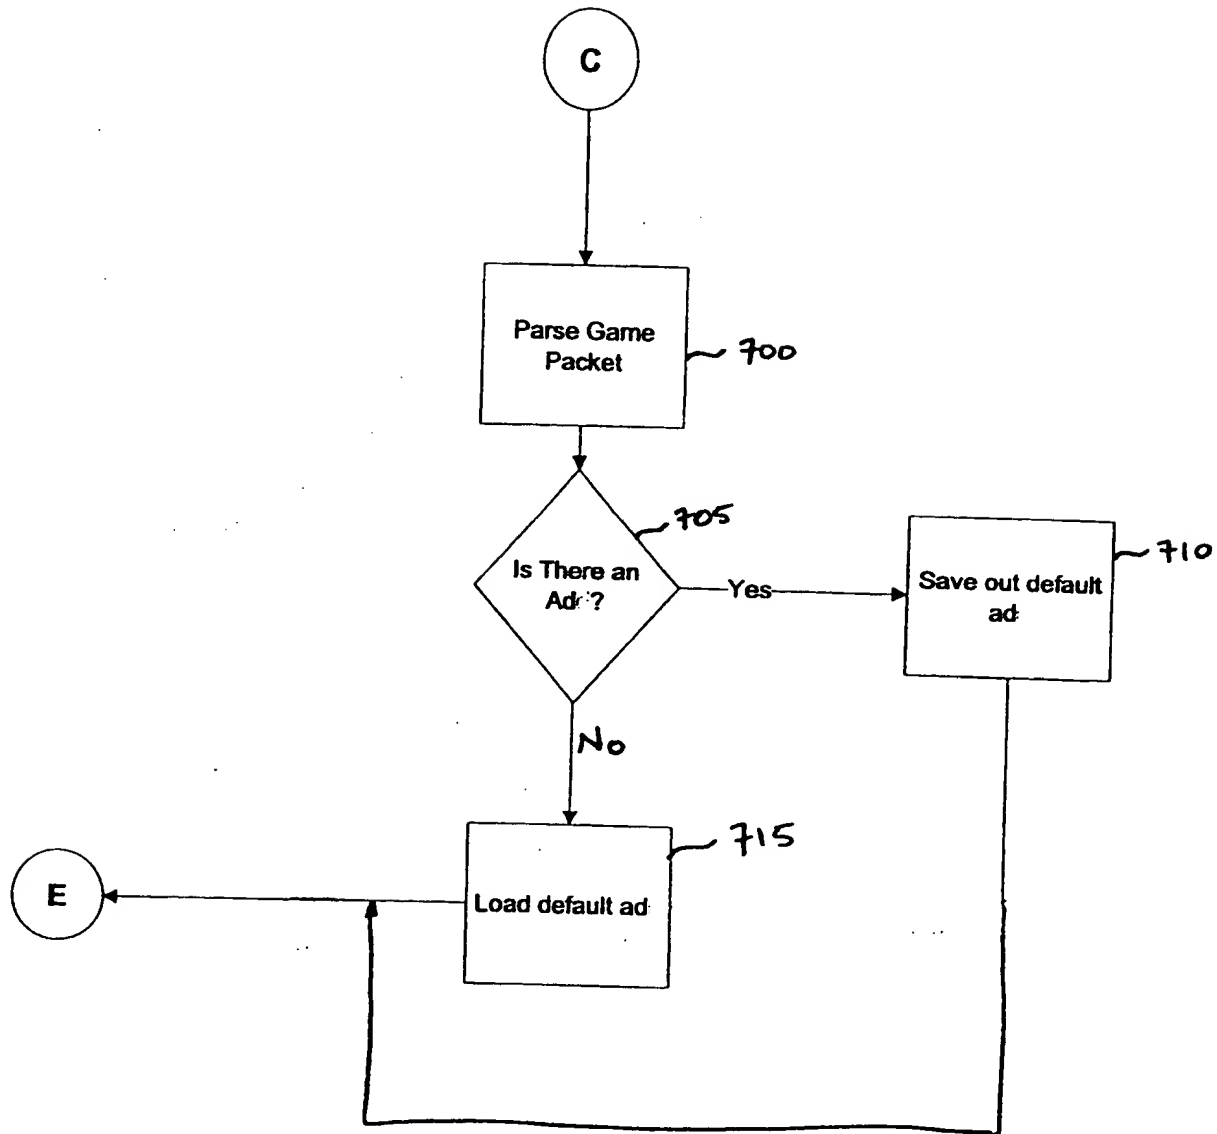 C
Parse Game
Packet
700
705
Is There an
Ad ?
Yes
Save out default
ad
710
No
715
Load default ad
E